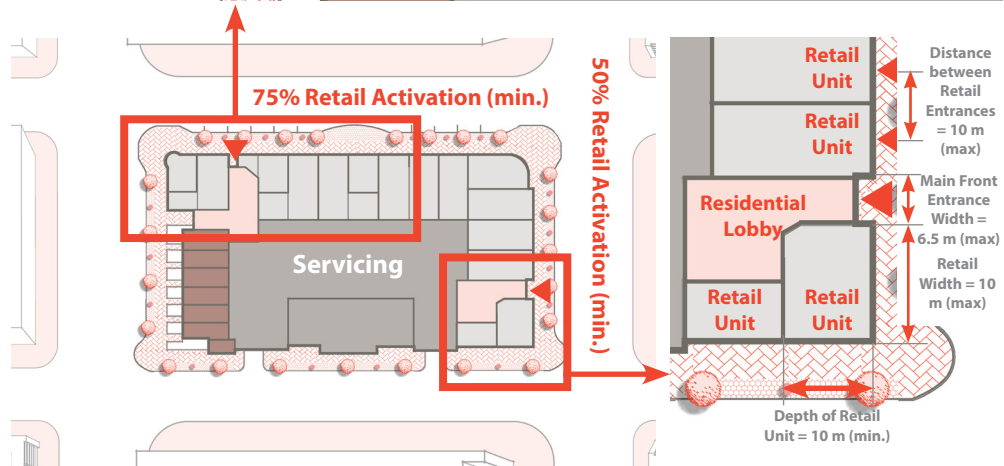 75% Retail Activation (min.)
50% Retail Activation (min.)
Servicing
Retail
Unit
Retail
Unit
Residential
Lobby
Retail
Unit
Retail
Unit
Distance
between
Retail
Entrances
= 10 m
(max)
Main Front
Entrance
Width =
6.5 m (max)
Retail
Width = 10
m (max)
Depth of Retail
Unit = 10 m (min.)